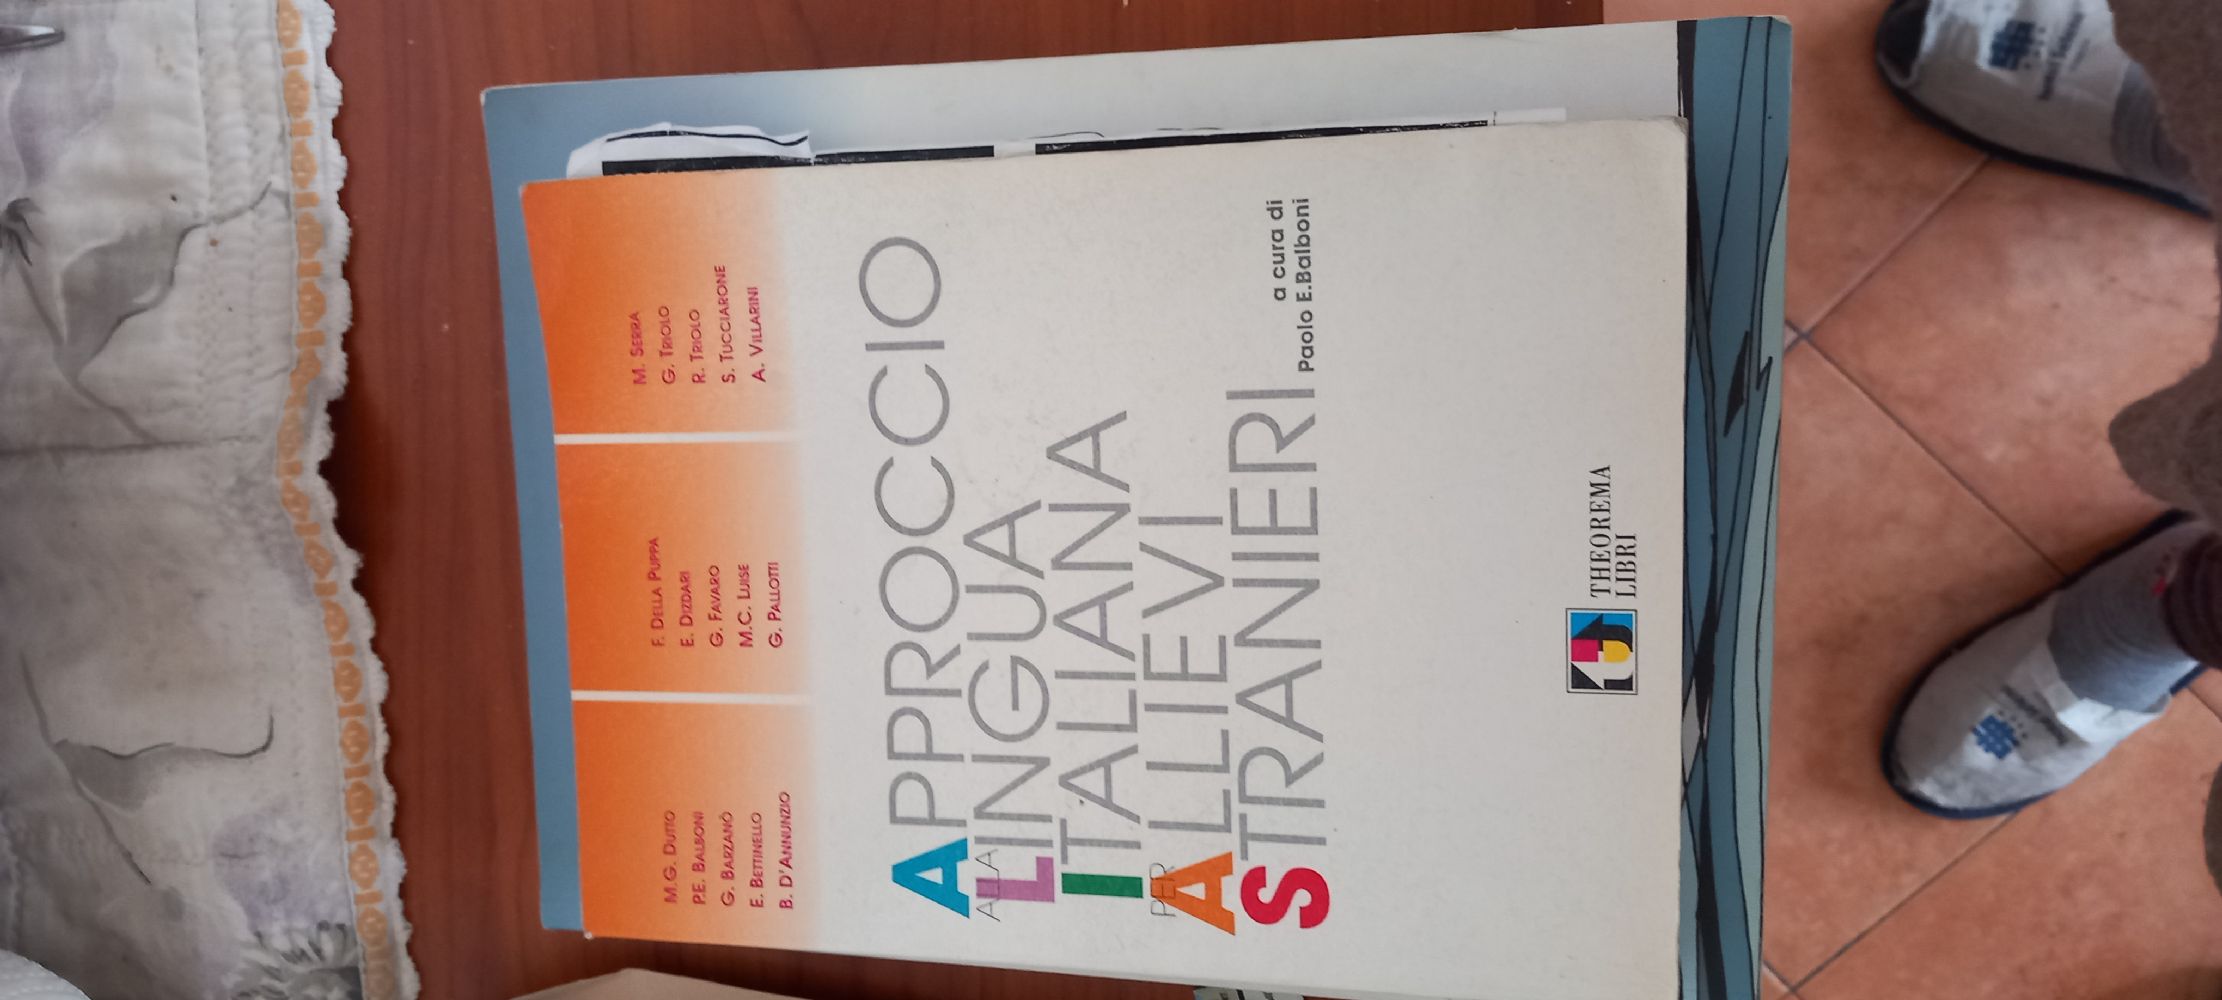 M.G. DUTTO
P.E. BALBONI
G. BARZANÒ
E. BETTINELLO
B. D'ANNUNZIO
F. DELLA PUPPA
E. DIZDARI
G. FAVARO
M.C. LUISE
G. PALLOTTI
M. SERRA
G. TRIOLO
R. TRIOLO
S. TUCCIARONE
A. VILLARINI
APPROCCIO
ALLA LINGUA
ITALIANA
PER ALLIEVI
STRANIERI
a cura di
Paolo E.Balboni
THEOREMA
LIBRI